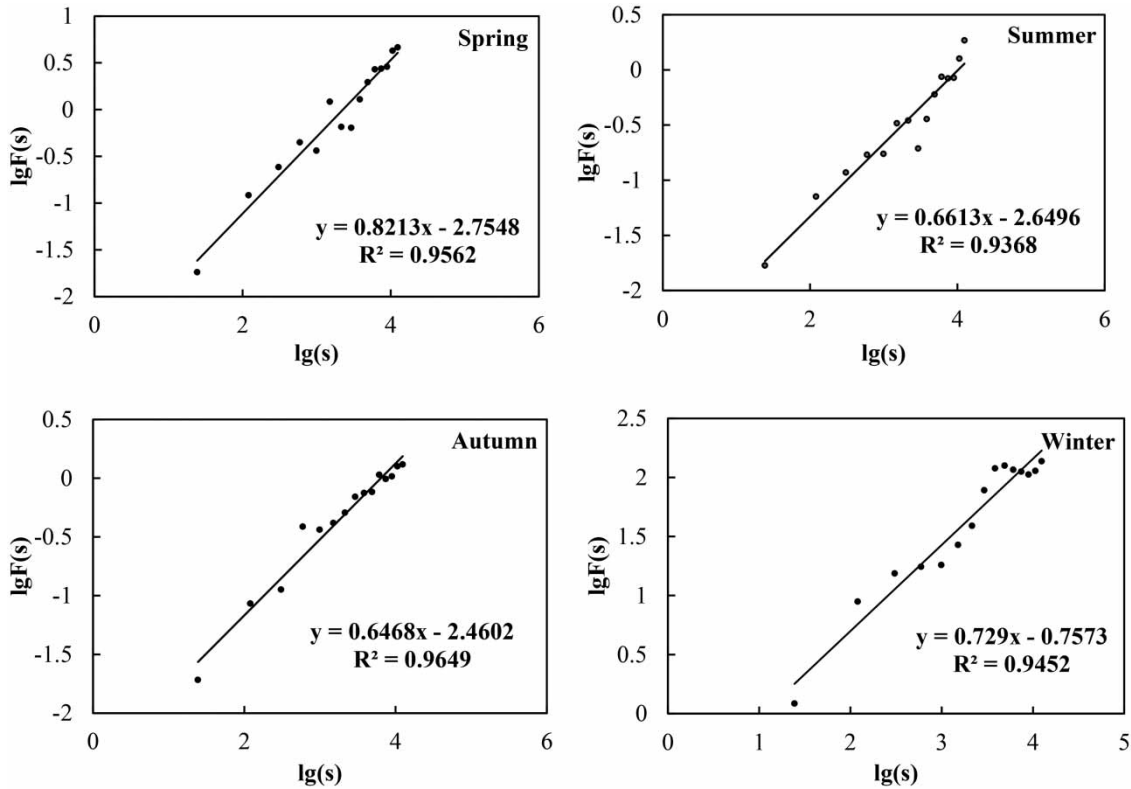 Spring
1
0.5
0
-0.5
-1
-1.5
-2
lgF(s)
y = 0.8213x - 2.7548
R² = 0.9562
0
2
4
6
lg(s)
Summer
0.5
0
-0.5
-1
-1.5
-2
lgF(s)
y = 0.6613x - 2.6496
R² = 0.9368
0
2
4
6
lg(s)
Autumn
0.5
0
-0.5
-1
-1.5
-2
lgF(s)
y = 0.6468x - 2.4602
R² = 0.9649
0
2
4
6
lg(s)
Winter
2.5
2
1.5
1
0.5
0
lgF(s)
y = 0.729x - 0.7573
R² = 0.9452
0
1
2
3
4
5
lg(s)